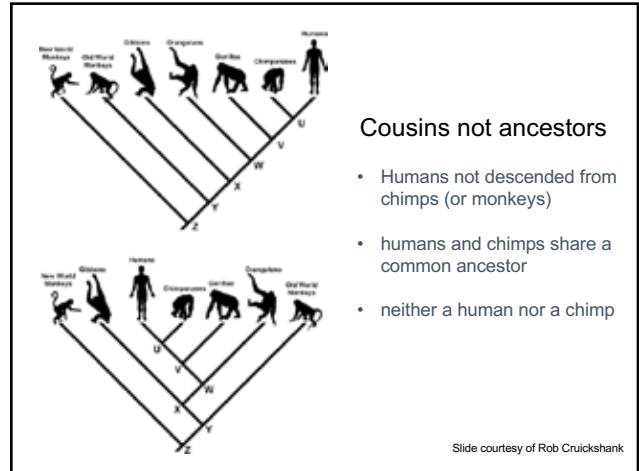 Humans
Gibbons
Orangutans
New World
Monkeys
Old World
Monkeys
Gorillas
Chimpanzees
U
V
W
X
Y
Z
Cousins not ancestors
• Humans not descended from
chimps (or monkeys)
• humans and chimps share a
common ancestor
• neither a human nor a chimp
New World
Monkeys
Gibbons
Humans
Chimpanzees
Gorillas
Orangutans
Old World
Monkeys
U
V
W
X
Y
Z
Slide courtesy of Rob Cruickshank